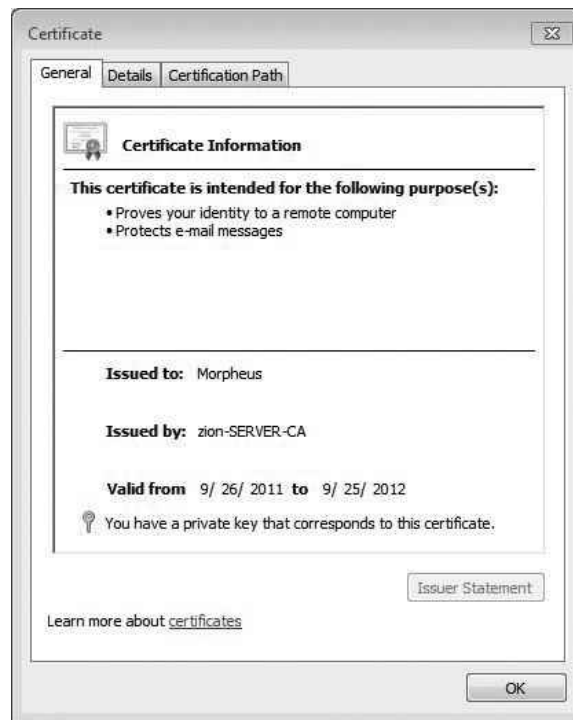 Certificate
General Details Certification Path
Certificate Information
This certificate is intended for the following purpose(s):
• Proves your identity to a remote computer
• Protects e-mail messages
Issued to: Morpheus
Issued by: zion-SERVER-CA
Valid from 9/ 26/ 2011 to 9/ 25/ 2012
You have a private key that corresponds to this certificate.
Issuer Statement
Learn more about certificates
OK